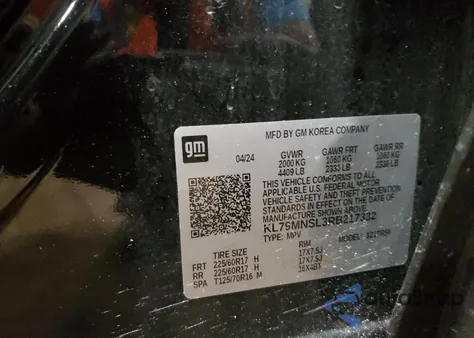 gm
MFD BY GM KOREA COMPANY
04/24 GVWR GAWR FRT GAWR RR
2000 KG 1060 KG 1060 KG
4409 LB 2333 LB 2338 LB
THIS VEHICLE CONFORMS TO ALL
APPLICABLE U.S. FEDERAL MOTOR
VEHICLE SAFETY AND THEFT PREVENTION
STANDARDS IN EFFECT ON THE DATE OF
MANUFACTURE SHOWN ABOVE.
KL79MNSL3RB217332
TYPE: MPV MODEL:
TIRE SIZE RIM
FRT 225/60R17 H 17X7.5J
RR 225/60R17 H 17X7.5J
SPA T125/70R16 M 16X4BT